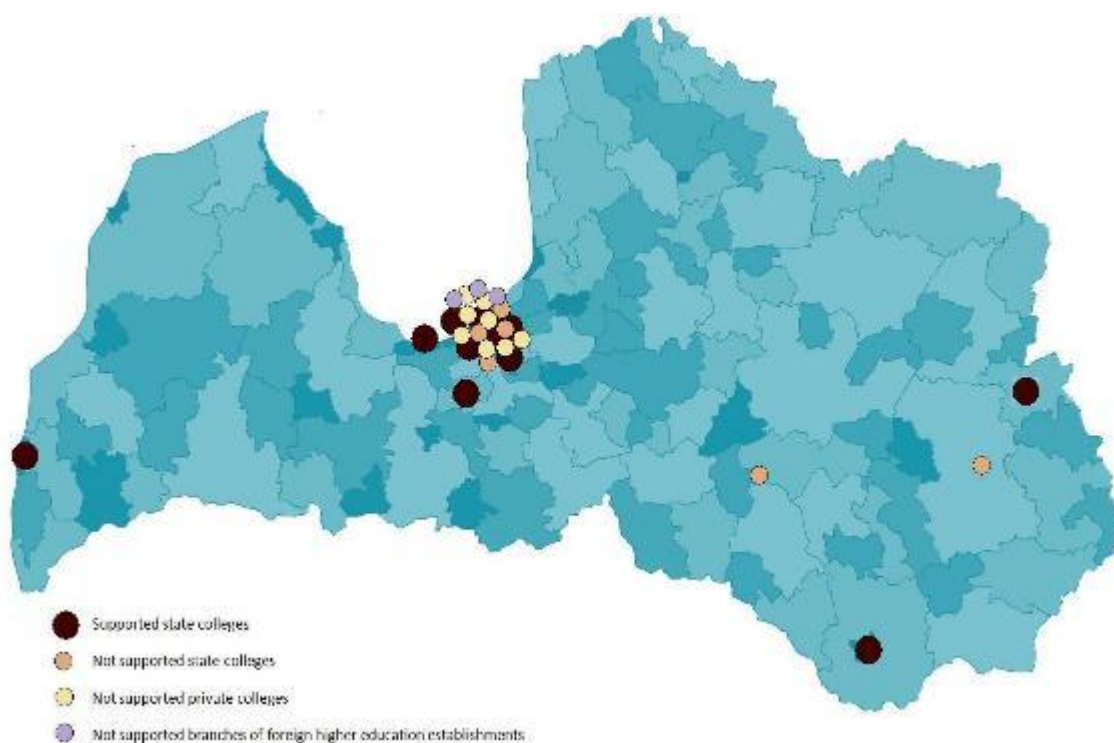 Supported state colleges
Not supported state colleges
Not supported private colleges
Not supported branches of foreign higher education establishments